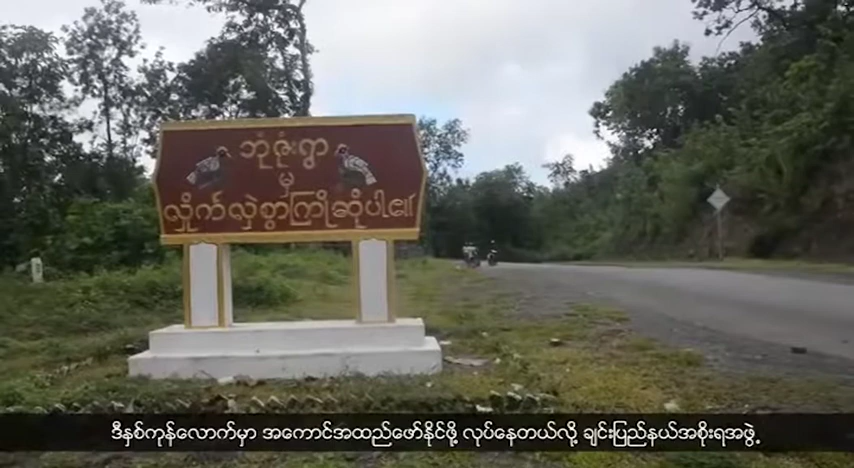 ဘုံဇုံးရွာ
မှ
လှိုက်လှဲစွာကြိုဆိုပါ၏
ဒီနှစ်ကုန်လောက်မှာ အကောင်အထည်ဖော်နိုင်ဖို့ လုပ်နေတယ်လို့ ချင်းပြည်နယ်အစိုးရအဖွဲ့